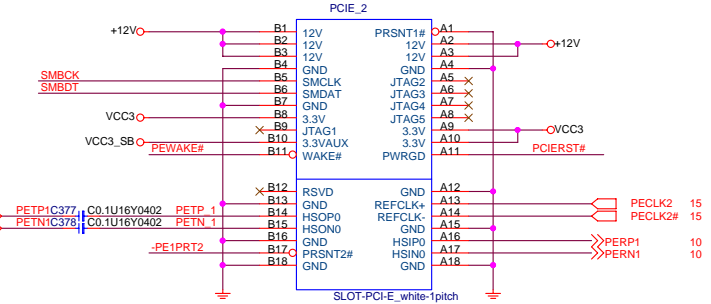 PCIE_2
+12V B1 12V PRSNT1# A1
B2 12V 12V A2 +12V
B3 12V 12V A3
B4 GND GND A4
SMBCK B5 SMCLK JTAG2 A5
SMBDT B6 SMDAT JTAG3 A6
B7 GND JTAG4 A7
VCC3 B8 3.3V JTAG5 A8
B9 JTAG1 3.3V A9 VCC3
VCC3_SB B10 3.3VAUX 3.3V A10
PEWAKE# B11 WAKE# PWRGD A11 PCIERST#
B12 RSVD GND A12
B13 GND REFCLK+ A13 PECLK2 15
PETP1 C377 C0.1U16Y0402 PETP_1 B14 HSOP0 REFCLK- A14 PECLK2# 15
PETN1 C378 C0.1U16Y0402 PETN_1 B15 HSON0 GND A15
B16 GND HSIP0 A16 PERP1 10
-PE1PRT2 B17 PRSNT2# HSIN0 A17 PERN1 10
B18 GND GND A18
SLOT-PCI-E_white-1pitch